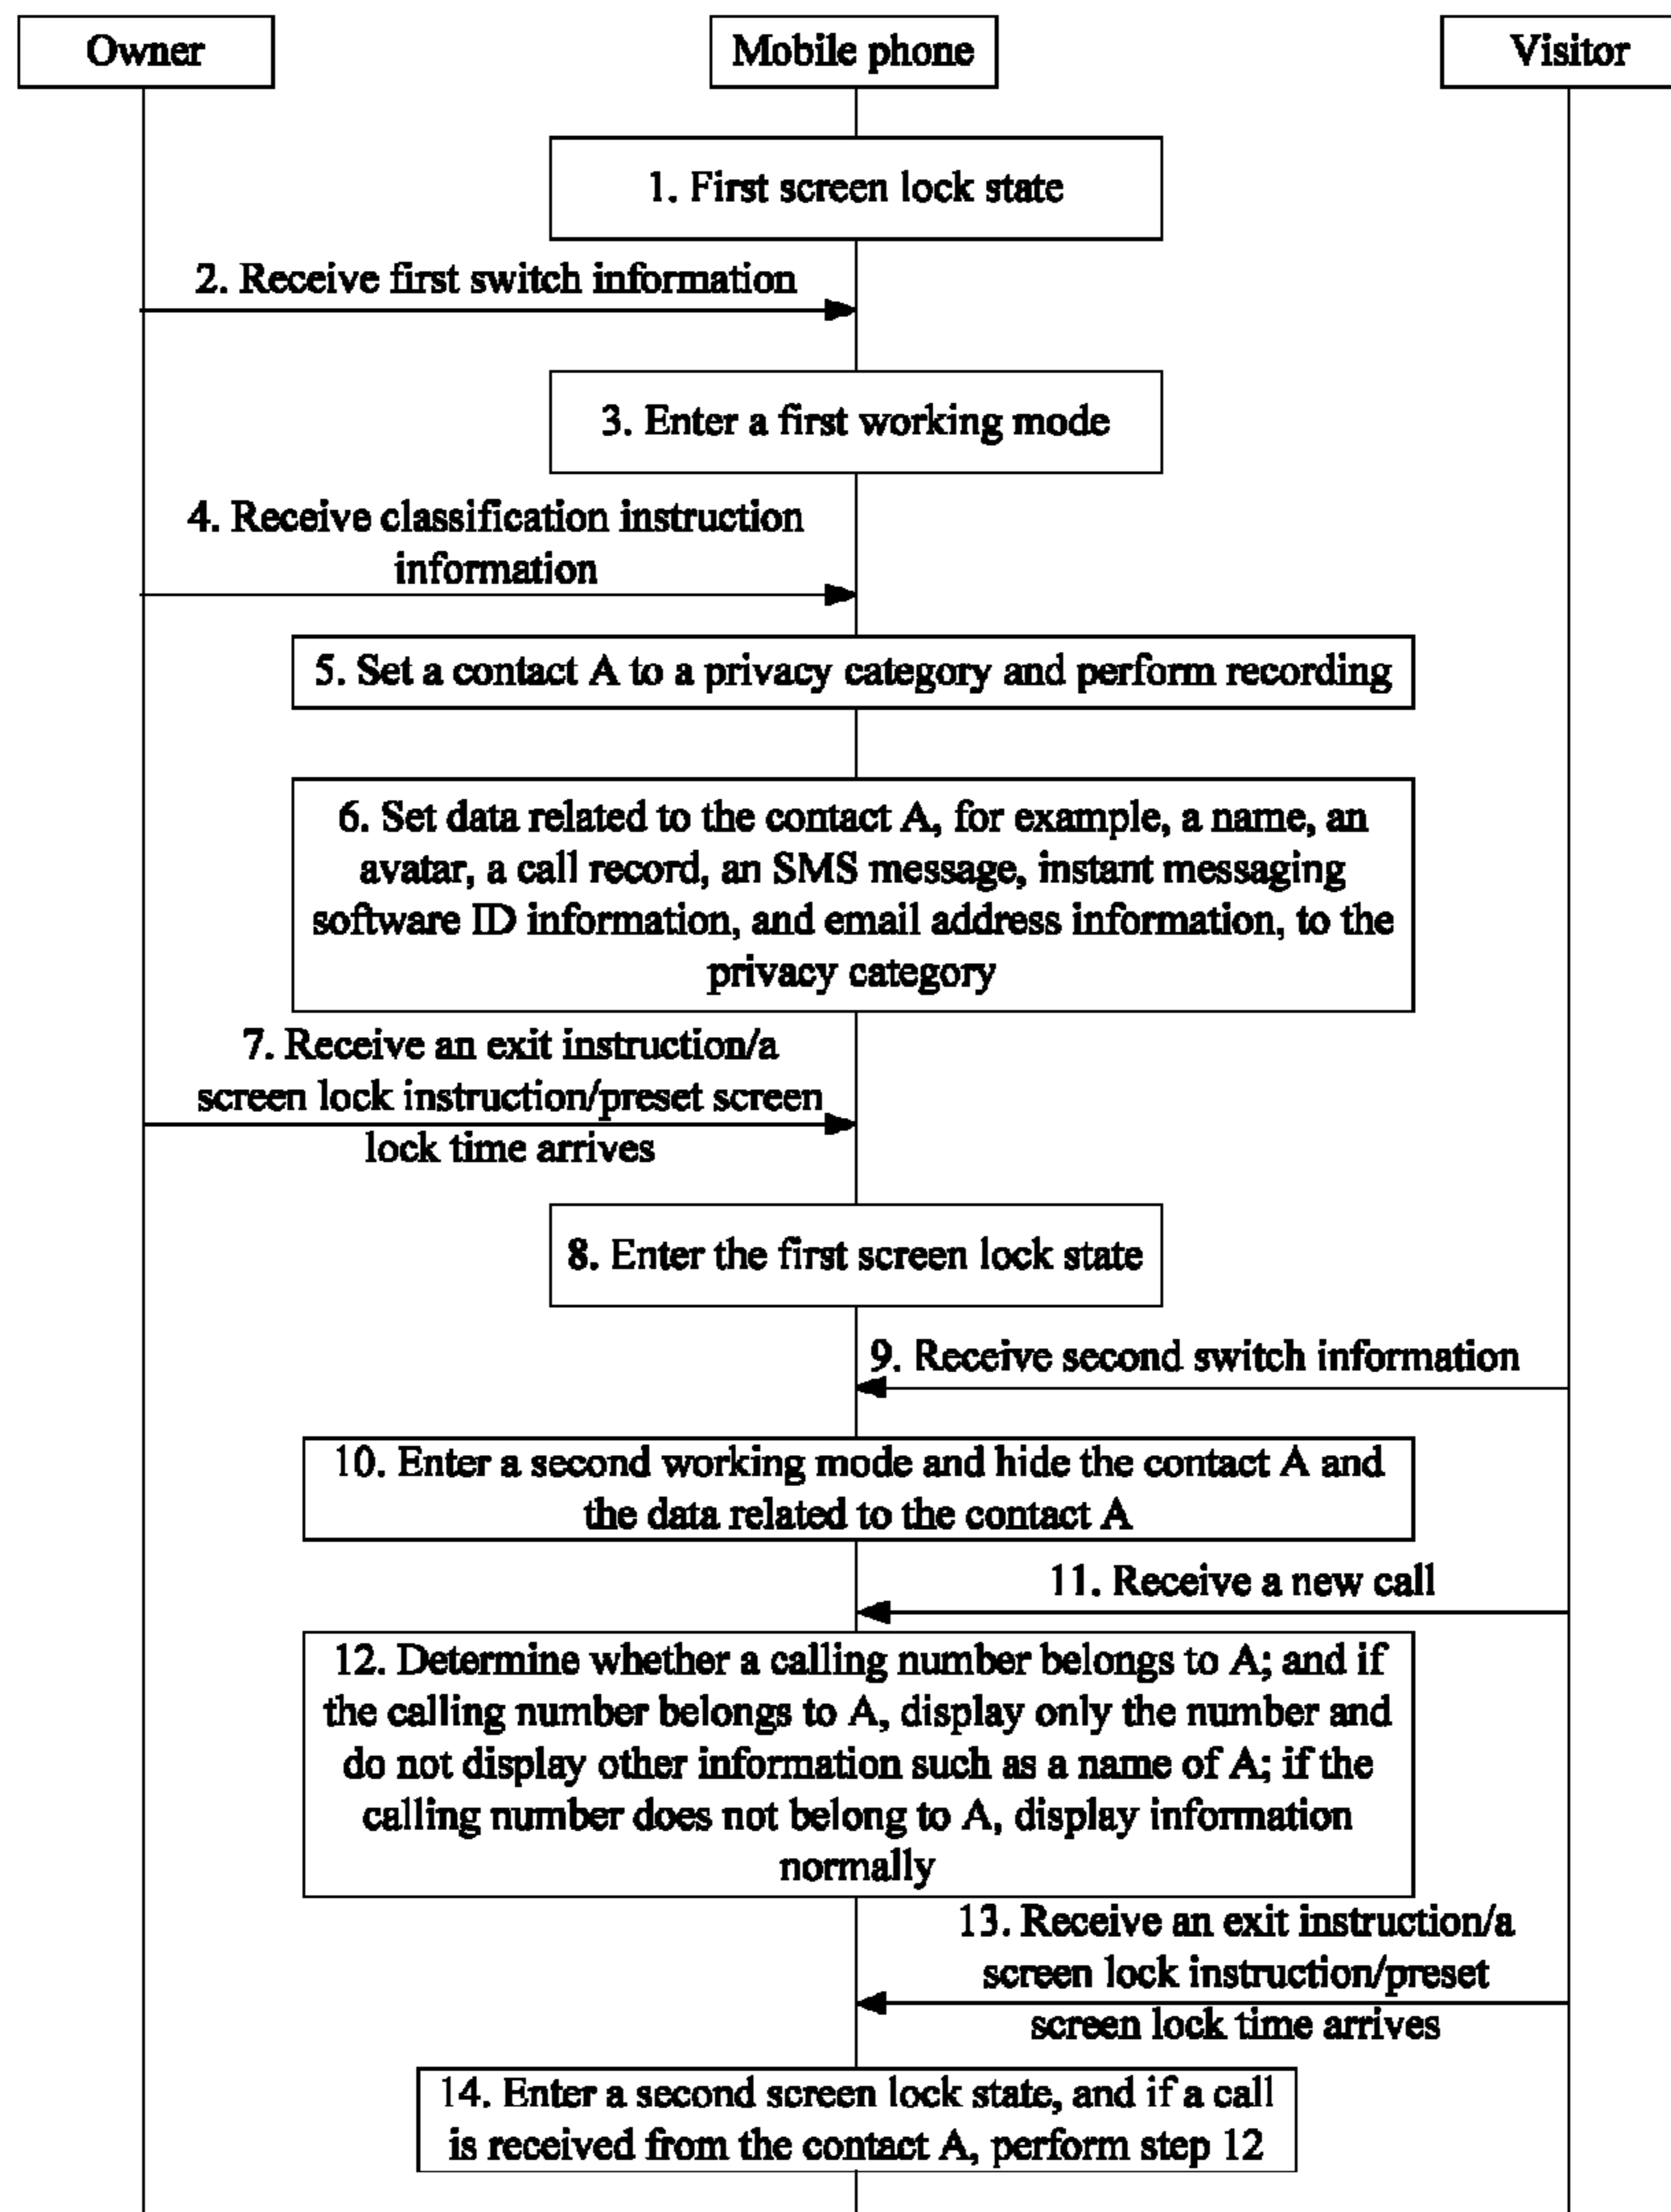 Owner
Mobile phone
Visitor
1. First screen lock state
2. Receive first switch information
3. Enter a first working mode
4. Receive classification instruction
information
5. Set a contact A to a privacy category and perform recording
6. Set data related to the contact A, for example, a name, an
avatar, a call record, an SMS message, instant messaging
software ID information, and email address information, to the
privacy category
7. Receive an exit instruction/a
screen lock instruction/preset screen
lock time arrives
8. Enter the first screen lock state
9. Receive second switch information
10. Enter a second working mode and hide the contact A and
the data related to the contact A
11. Receive a new call
12. Determine whether a calling number belongs to A; and if
the calling number belongs to A, display only the number and
do not display other information such as a name of A; if the
calling number does not belong to A, display information
normally
13. Receive an exit instruction/a
screen lock instruction/preset
screen lock time arrives
14. Enter a second screen lock state, and if a call
is received from the contact A, perform step 12